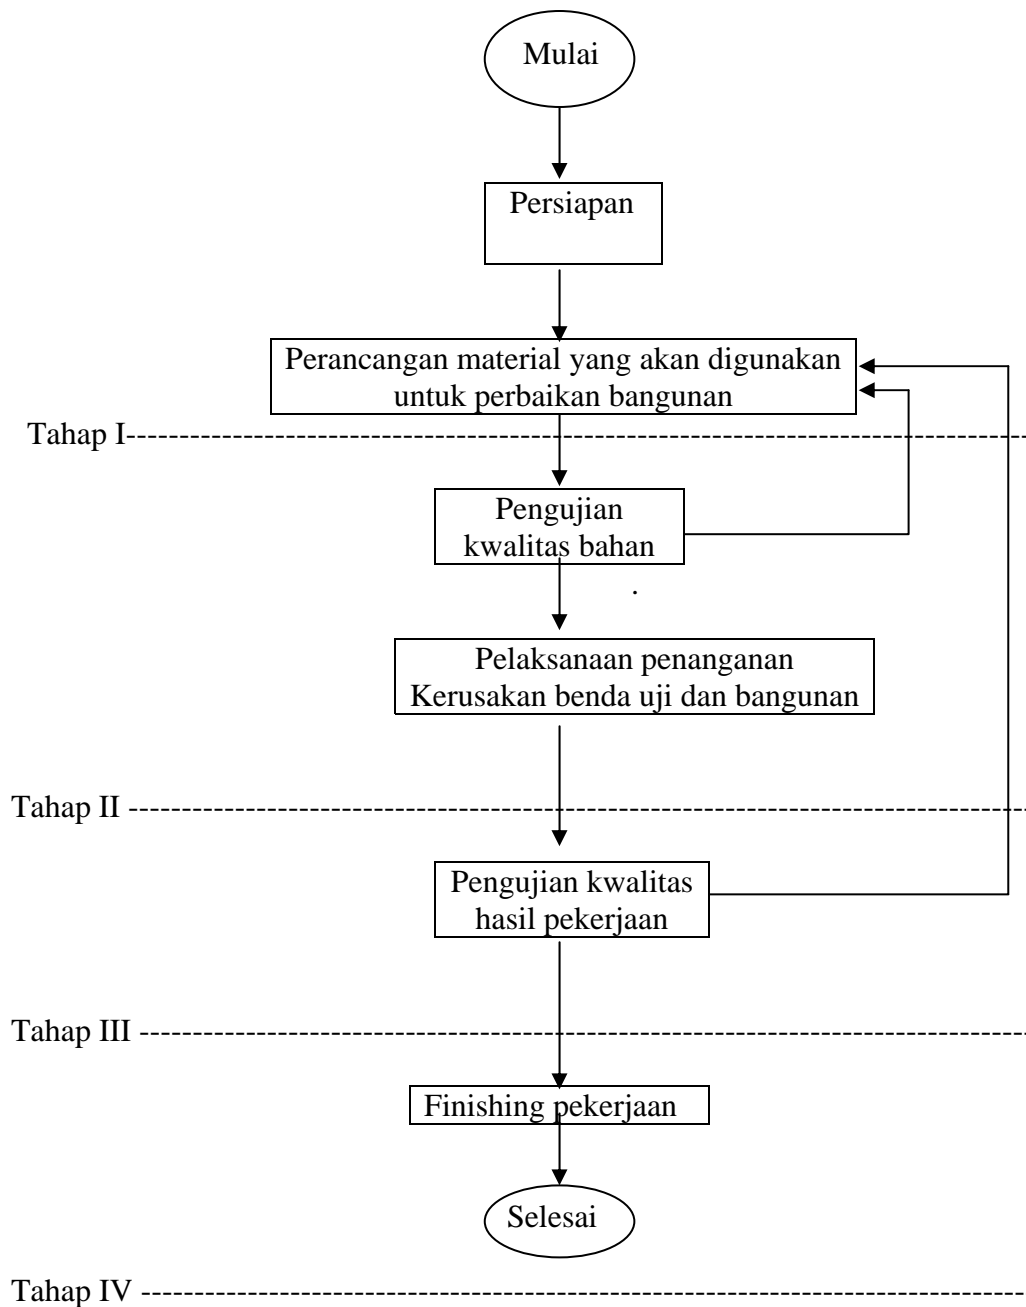 Mulai
Persiapan
Perancangan material yang akan digunakan
untuk perbaikan bangunan
Tahap I
Pengujian
kwalitas bahan
.
Pelaksanaan penanganan
Kerusakan benda uji dan bangunan
Tahap II
Pengujian kwalitas
hasil pekerjaan
Tahap III
Finishing pekerjaan
Selesai
Tahap IV